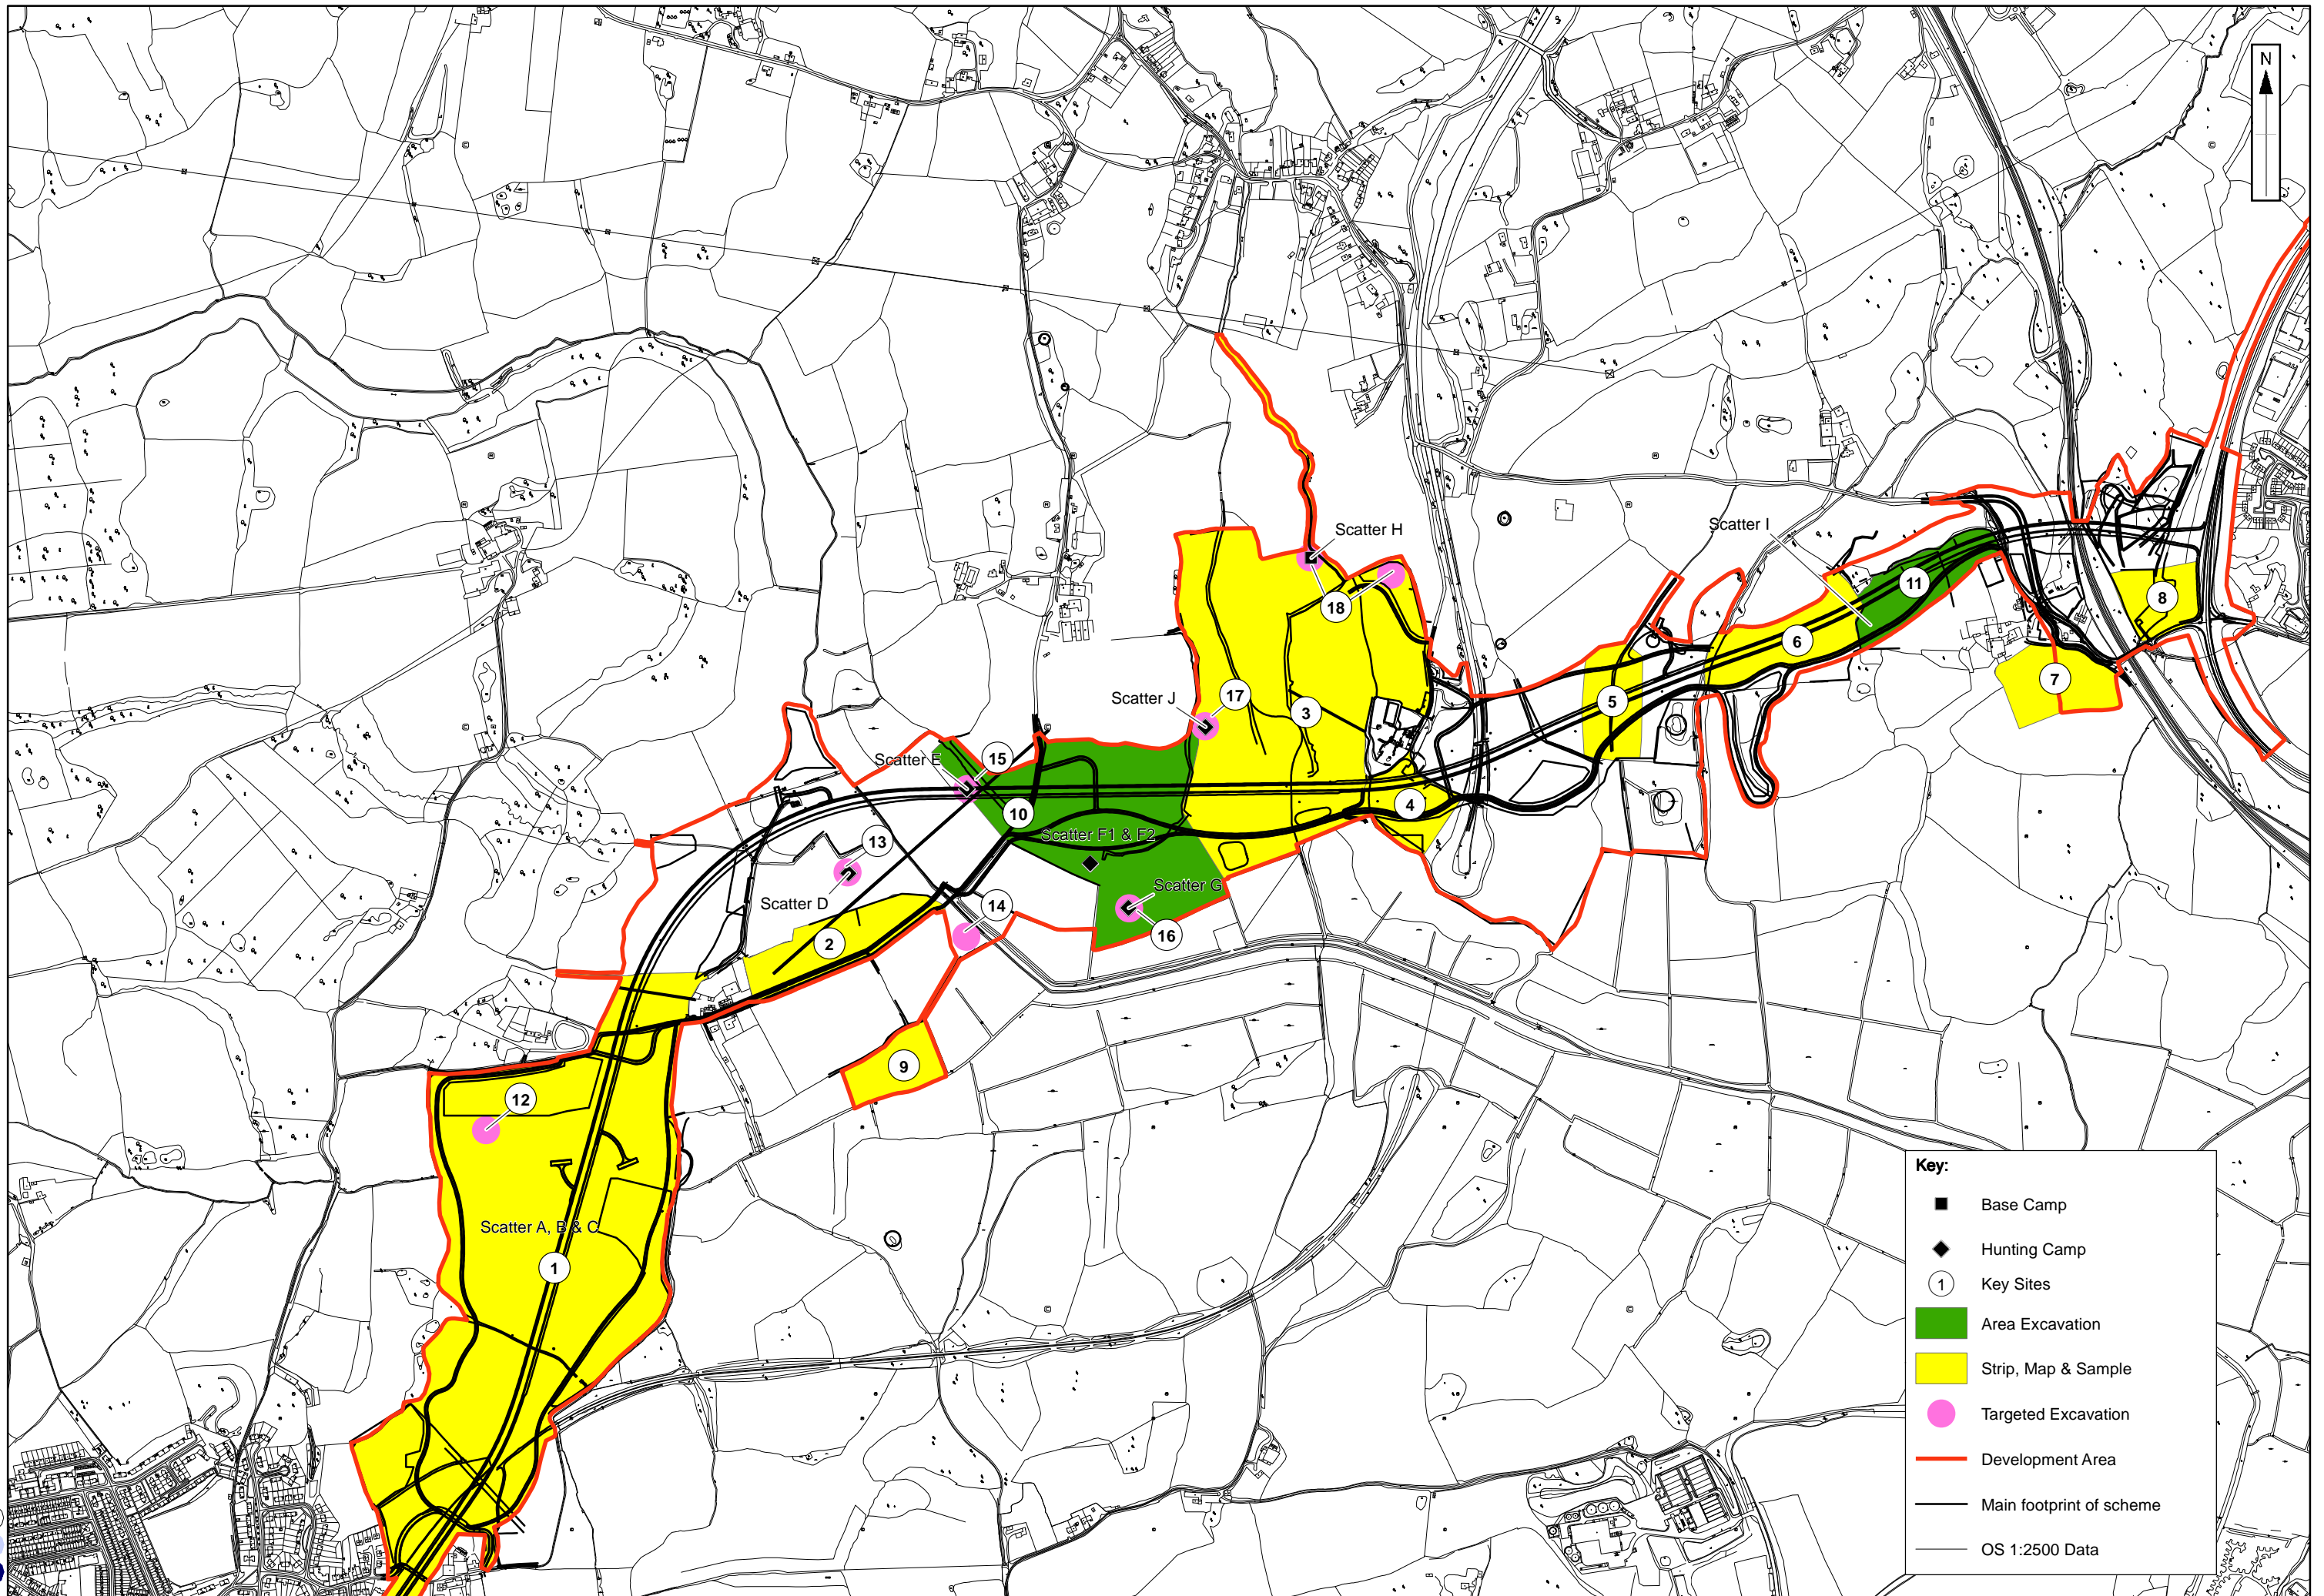 N
Scatter H
Scatter I
18
11
8
6
7
17
Scatter J
3
5
15
Scatter E
10
4
Scatter F1 & F2
13
Scatter D
Scatter G
14
16
2
9
12
Scatter A, B & C
1
Key:
Base Camp
Hunting Camp
1 Key Sites
Area Excavation
Strip, Map & Sample
Targeted Excavation
Development Area
Main footprint of scheme
OS 1:2500 Data